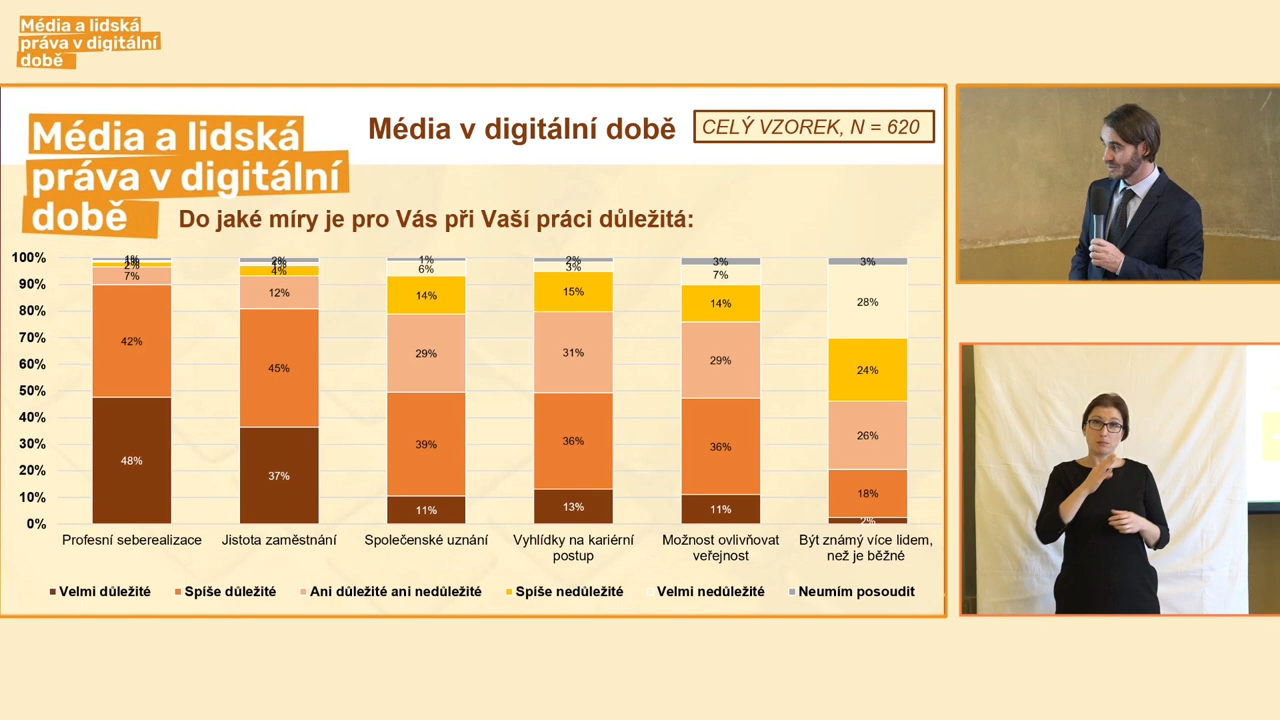 Média a lidská
práva v digitální
době
Média a lidská
práva v digitální
době
Média v digitální době
CELÝ VZOREK, N = 620
Do jaké míry je pro Vás při Vaší práci důležitá:
100%
90%
80%
70%
60%
50%
40%
30%
20%
10%
0%
1%
2%
7%
42%
48%
2%
4%
12%
45%
37%
1%
6%
14%
29%
39%
11%
2%
3%
15%
31%
36%
13%
3%
7%
14%
29%
36%
11%
3%
28%
24%
26%
18%
2%
Profesní seberealizace
Jistota zaměstnání
Společenské uznání
Vyhlídky na kariérní
postup
Možnost ovlivňovat
veřejnost
Být známý více lidem,
než je běžné
Velmi důležité
Spíše důležité
Ani důležité ani nedůležité
Spíše nedůležité
Velmi nedůležité
Neumím posoudit